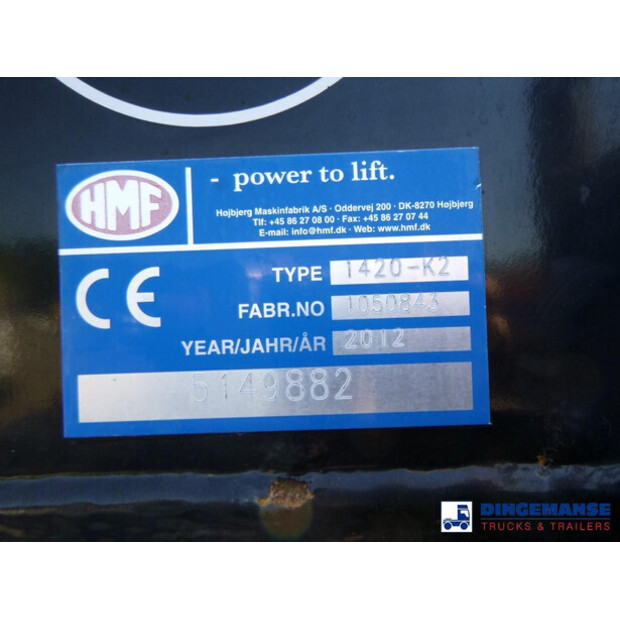 HMF
- power to lift.
Højbjerg Maskinfabrik A/S · Oddervej 200 · DK-8270 Højbjerg
Tlf: +45 86 27 08 00 · Fax: +45 86 27 07 44
E-mail: info@hmf.dk · Web: www.hmf.dk
CE
TYPE 1420-K2
FABR.NO 1050843
YEAR/JAHR/ÅR 2012
5149882
DINGEMANSE
TRUCKS & TRAILERS